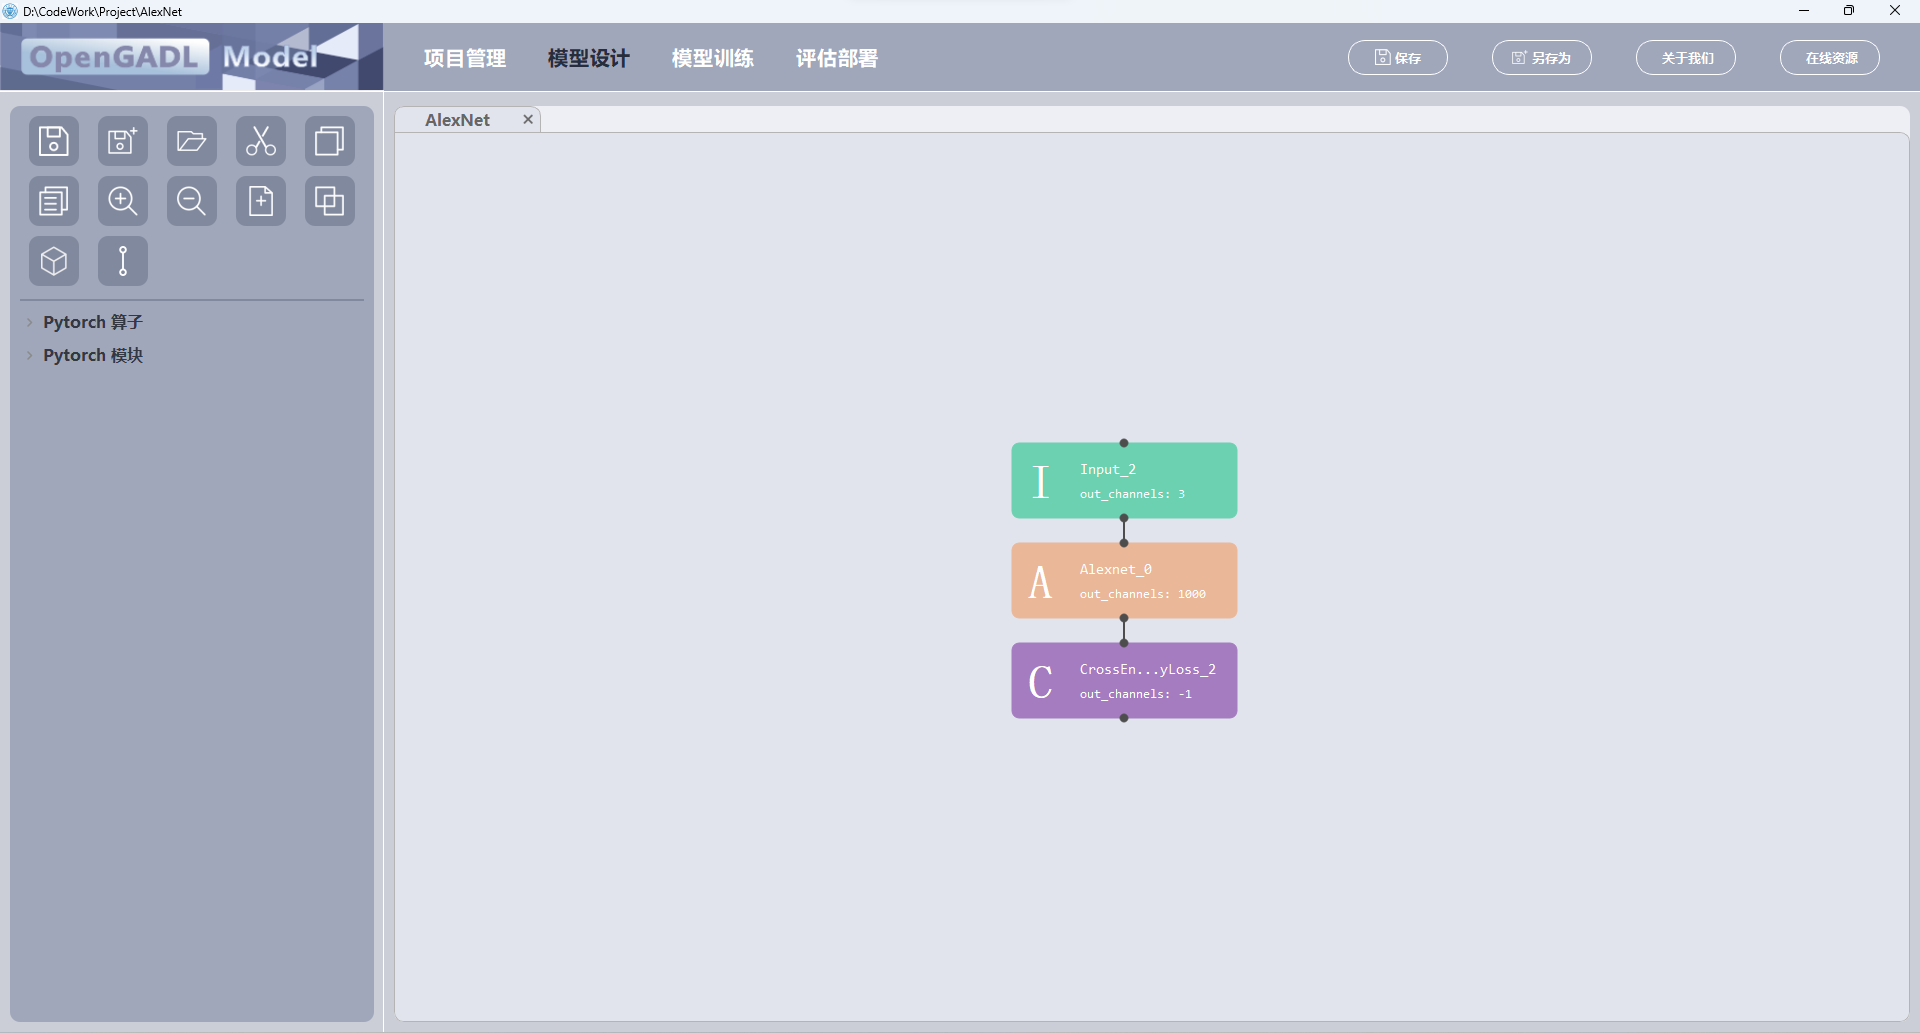 D:\CodeWork\Project\AlexNet
OpenGADL Model
项目管理 模型设计 模型训练 评估部署
保存 另存为 关于我们 在线资源
AlexNet
Pytorch 算子
Pytorch 模块
I
Input_2
out_channels: 3
A
Alexnet_0
out_channels: 1000
C
CrossEn...yLoss_2
out_channels: -1